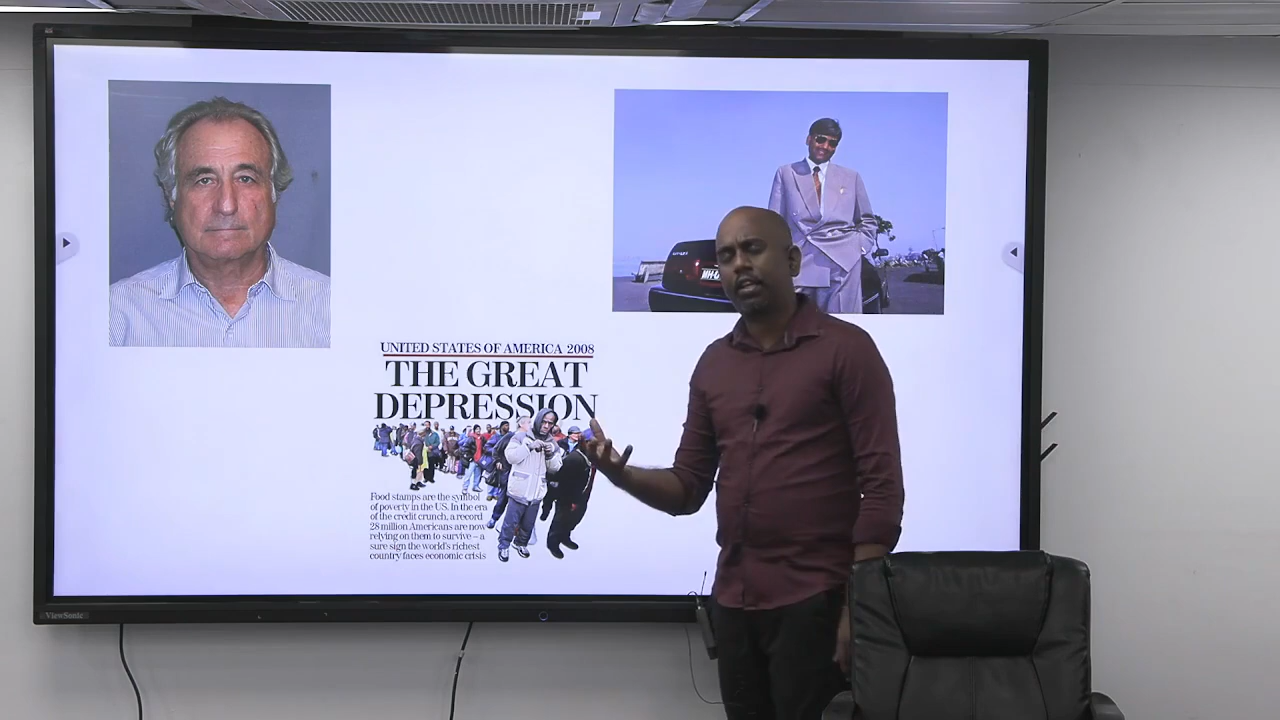 UNITED STATES OF AMERICA 2008
THE GREAT
DEPRESSION
Food stamps are the symbol
of poverty in the US. In the era
of the credit crunch, a record
28 million Americans are now
relying on them to survive – a
sure sign the world's richest
country faces economic crisis
ViewSonic